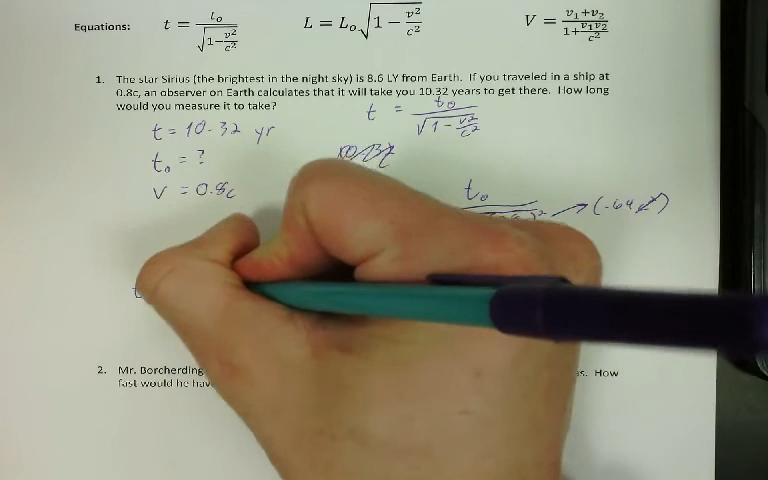 Equations: t = t₀ / √(1 − v²/c²)   L = L₀ √(1 − v²/c²)   V = (v₁+v₂) / (1 + v₁v₂/c²)
1. The star Sirius (the brightest in the night sky) is 8.6 LY from Earth. If you traveled in a ship at
0.8c, an observer on Earth calculates that it will take you 10.32 years to get there. How long
would you measure it to take?
t = t₀ / √(1 − v²/c²)
t = 10.32 yr
t₀ = ?
V = 0.8c
t₀ → (.64
t
2. Mr. Borcherding s. How
fast would he hav